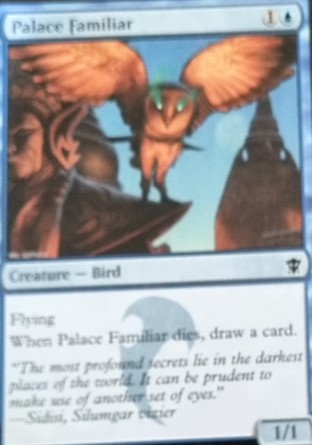 Palace Familiar 1
Creature — Bird
Flying
When Palace Familiar dies, draw a card.
"The most profound secrets lie in the darkest
places of the world. It can be prudent to
make use of another set of eyes."
—Sidisi, Silumgar vizier
1/1